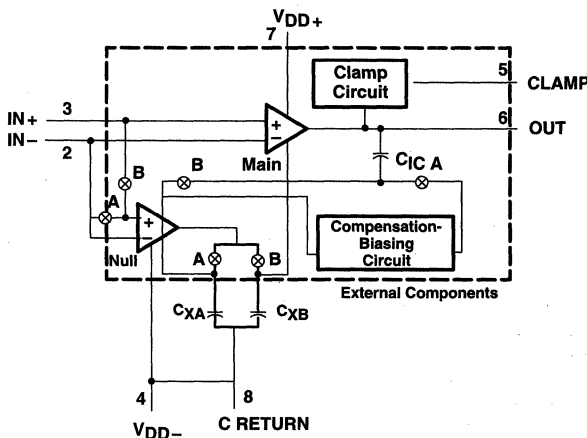 VDD+
7
Clamp
Circuit
5
CLAMP
IN+
3
6
OUT
IN−
2
+
−
Main
CIC
A
B
B
A
+
−
Null
Compensation-
Biasing
Circuit
A
B
External Components
CXA
CXB
4
8
VDD−
C RETURN